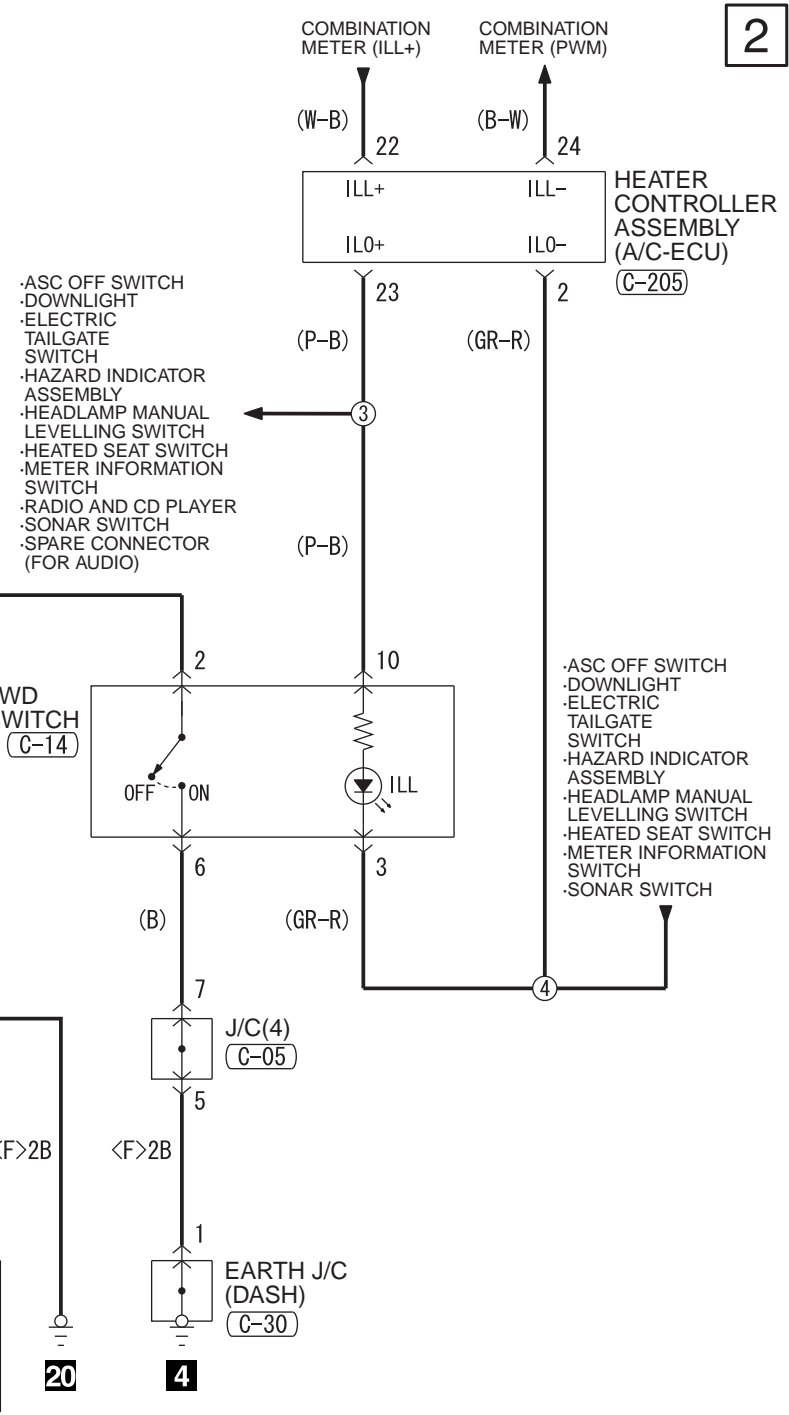 2
COMBINATION
METER (ILL+)
COMBINATION
METER (PWM)
(W-B)
(B-W)
22
24
ILL+
ILL-
ILO+
ILO-
HEATER
CONTROLLER
ASSEMBLY
(A/C-ECU)
C-205
23
2
(P-B)
(GR-R)
·ASC OFF SWITCH
·DOWNLIGHT
·ELECTRIC
TAILGATE
SWITCH
·HAZARD INDICATOR
ASSEMBLY
·HEADLAMP MANUAL
LEVELLING SWITCH
·HEATED SEAT SWITCH
·METER INFORMATION
SWITCH
·RADIO AND CD PLAYER
·SONAR SWITCH
·SPARE CONNECTOR
(FOR AUDIO)
3
(P-B)
2
10
WD
WITCH
C-14
OFF
ON
ILL
6
3
·ASC OFF SWITCH
·DOWNLIGHT
·ELECTRIC
TAILGATE
SWITCH
·HAZARD INDICATOR
ASSEMBLY
·HEADLAMP MANUAL
LEVELLING SWITCH
·HEATED SEAT SWITCH
·METER INFORMATION
SWITCH
·SONAR SWITCH
(B)
(GR-R)
4
7
J/C(4)
C-05
5
<F>2B
<F>2B
1
EARTH J/C
(DASH)
C-30
20
4